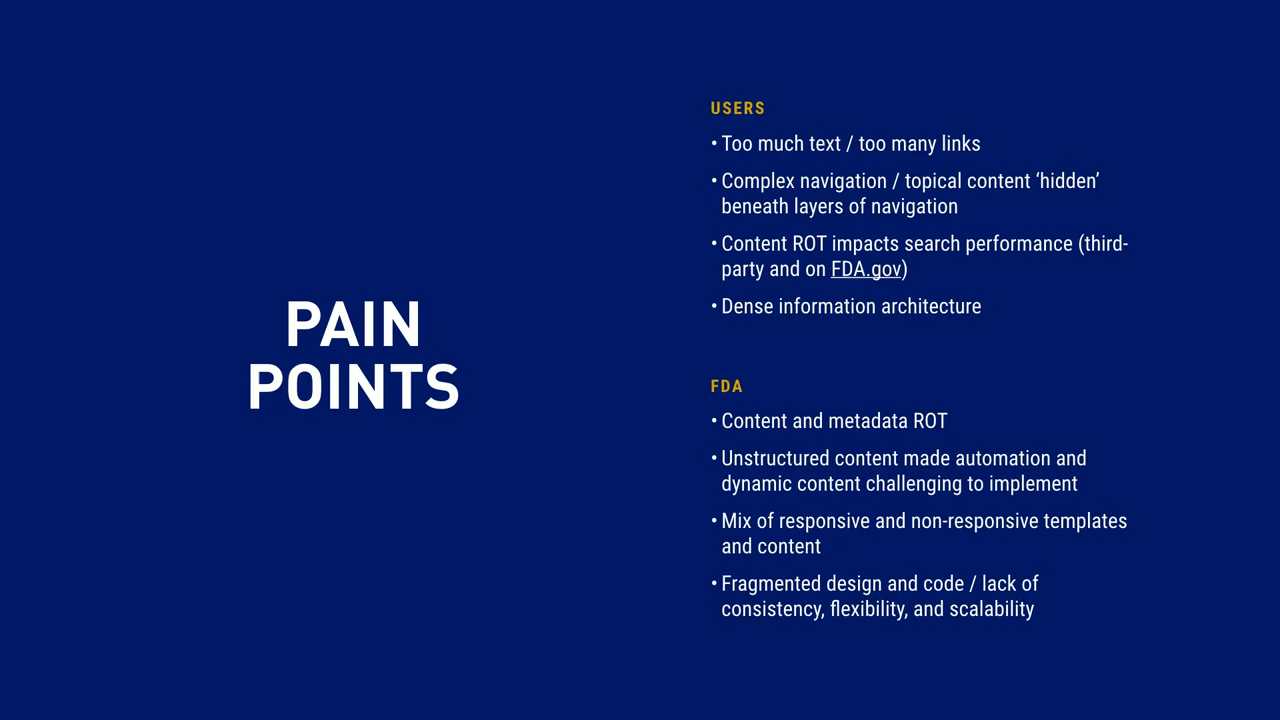 PAIN
POINTS
USERS
• Too much text / too many links
• Complex navigation / topical content ‘hidden’
beneath layers of navigation
• Content ROT impacts search performance (third-
party and on FDA.gov)
• Dense information architecture
FDA
• Content and metadata ROT
• Unstructured content made automation and
dynamic content challenging to implement
• Mix of responsive and non-responsive templates
and content
• Fragmented design and code / lack of
consistency, flexibility, and scalability